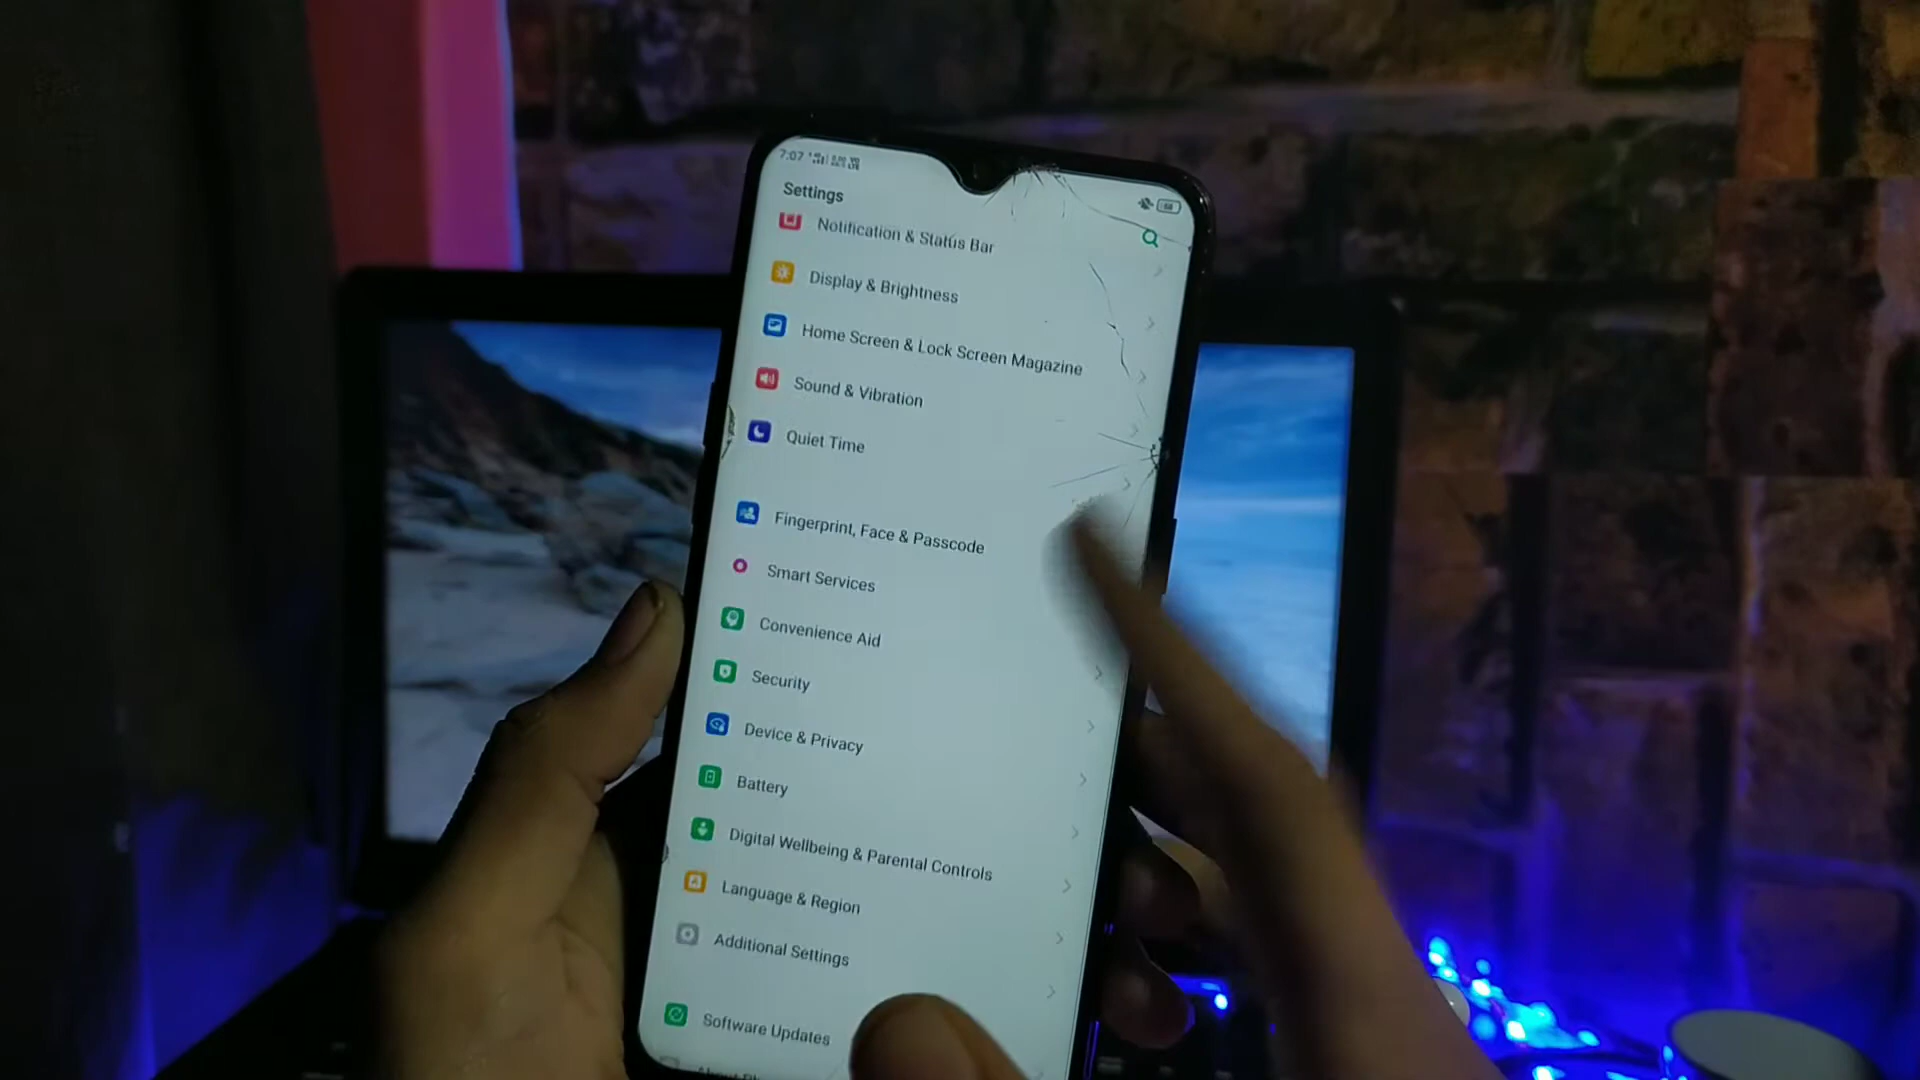 7:07
Settings
Notification & Status Bar
Display & Brightness
Home Screen & Lock Screen Magazine
Sound & Vibration
Quiet Time
Fingerprint, Face & Passcode
Smart Services
Convenience Aid
Security
Device & Privacy
Battery
Digital Wellbeing & Parental Controls
Language & Region
Additional Settings
Software Updates